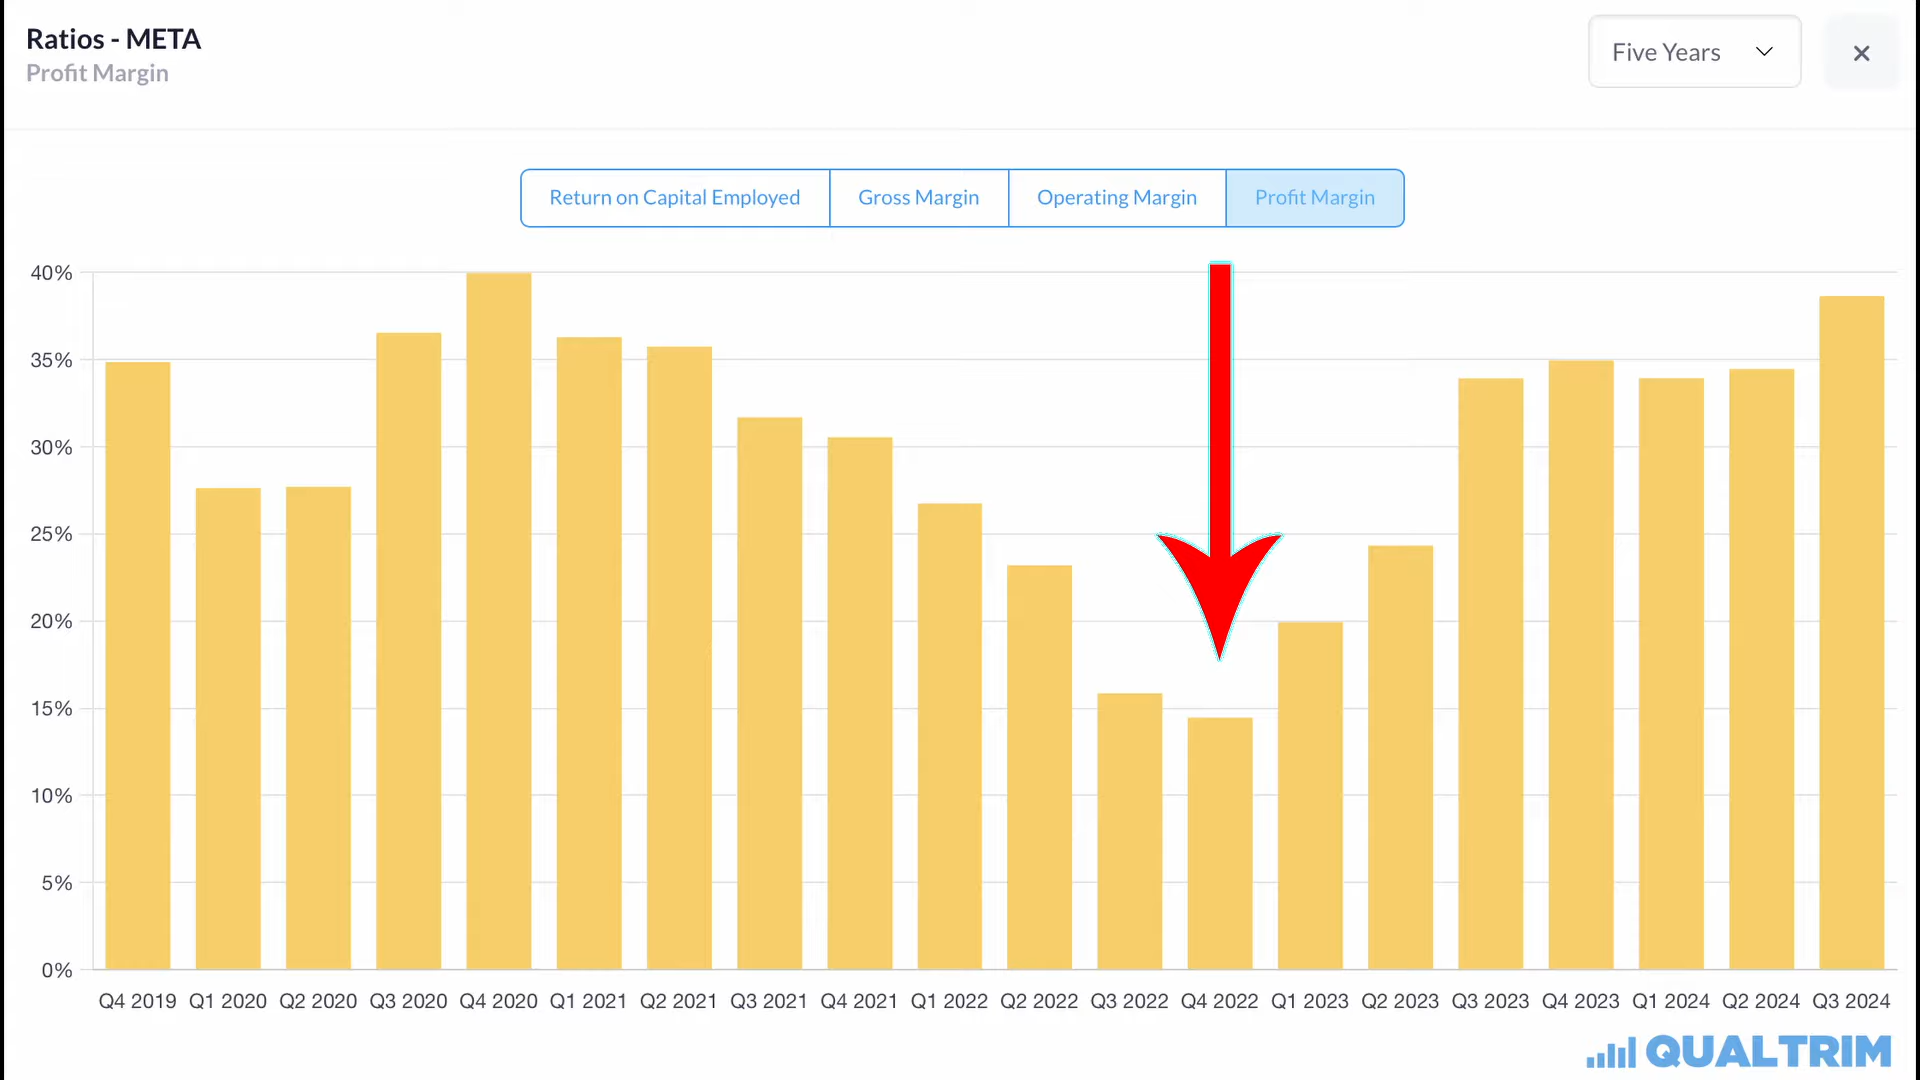 Ratios - META
Profit Margin
Five Years
Return on Capital Employed
Gross Margin
Operating Margin
Profit Margin
40%
35%
30%
25%
20%
15%
10%
5%
0%
Q4 2019 Q1 2020 Q2 2020 Q3 2020 Q4 2020 Q1 2021 Q2 2021 Q3 2021 Q4 2021 Q1 2022 Q2 2022 Q3 2022 Q4 2022 Q1 2023 Q2 2023 Q3 2023 Q4 2023 Q1 2024 Q2 2024 Q3 2024
QUALTRIM